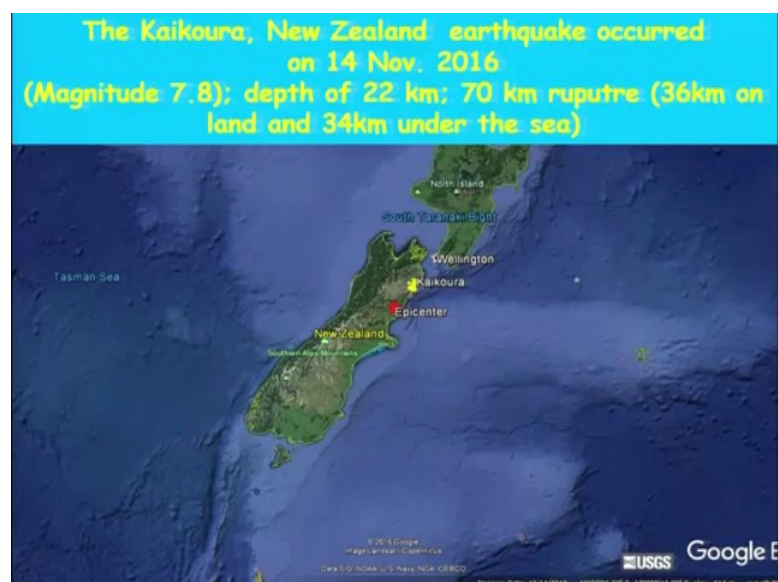 The Kaikoura, New Zealand earthquake occurred
on 14 Nov. 2016
(Magnitude 7.8); depth of 22 km; 70 km ruputre (36km on
land and 34km under the sea)
North Island
South Taranaki Bight
Wellington
Tasman Sea
Kaikoura
Epicenter
New Zealand
Southern Alps Mountains
© 2016 Google
Image Landsat / Copernicus
Data SIO, NOAA, U.S. Navy, NGA, GEBCO
USGS
Google E